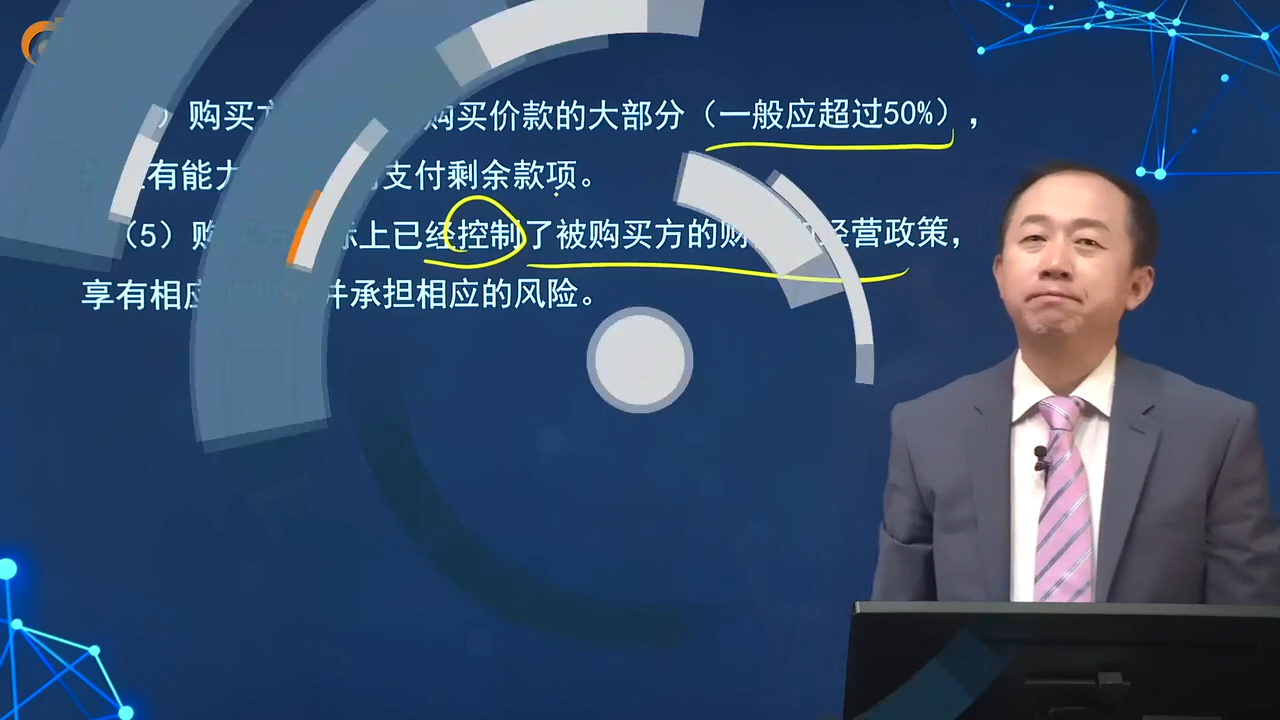 ）购买方 购买价款的大部分（一般应超过50%），
有能力 支付剩余款项。
（5）购 上已经控制了被购买方的财 经营政策，
享有相应 并承担相应的风险。